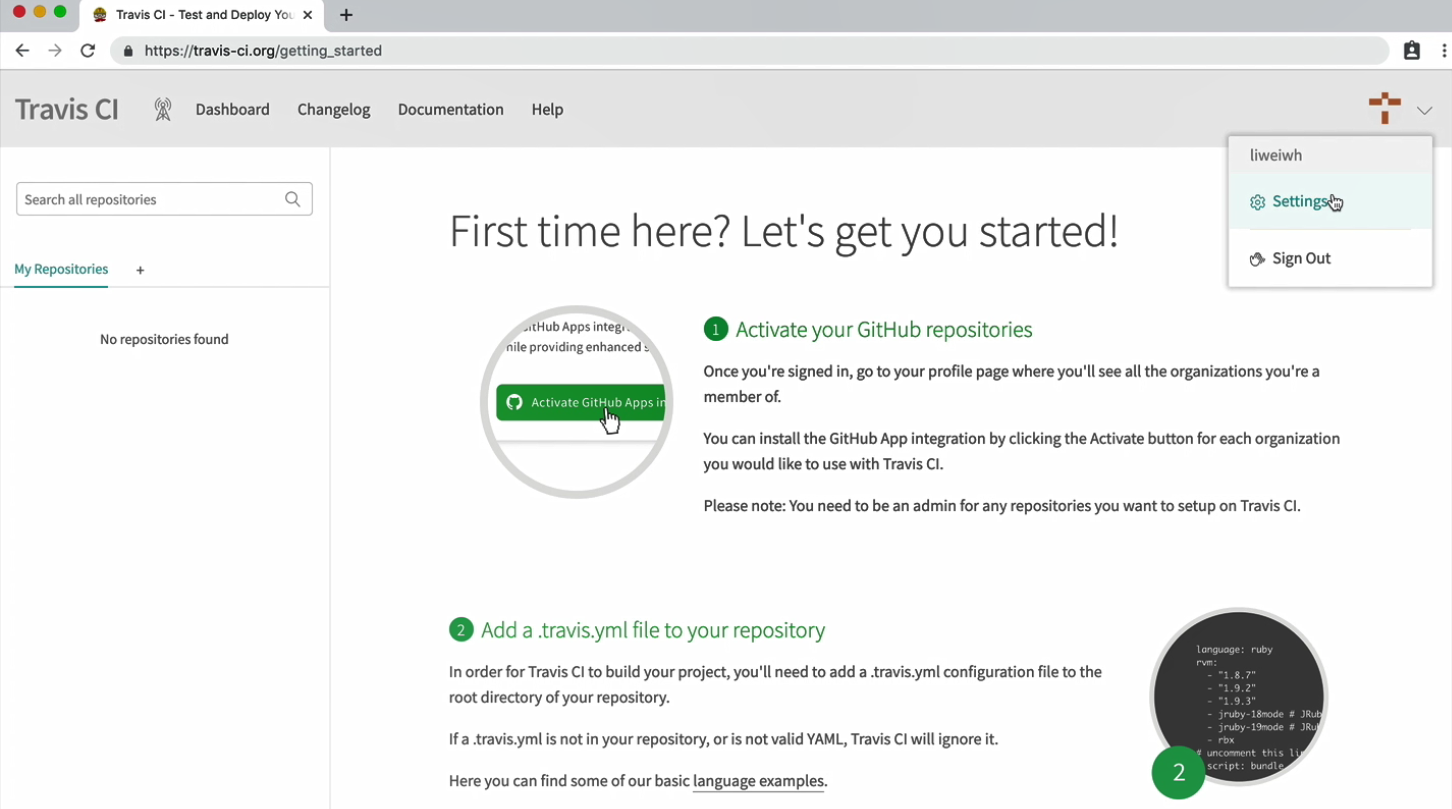 Travis CI - Test and Deploy You
https://travis-ci.org/getting_started
Travis CI
Dashboard
Changelog
Documentation
Help
liweiwh
Settings
Sign Out
Search all repositories
My Repositories
+
No repositories found
First time here? Let's get you started!
GitHub Apps integr
while providing enhanced s
Activate GitHub Apps in
1 Activate your GitHub repositories
Once you're signed in, go to your profile page where you'll see all the organizations you're a
member of.
You can install the GitHub App integration by clicking the Activate button for each organization
you would like to use with Travis CI.
Please note: You need to be an admin for any repositories you want to setup on Travis CI.
2 Add a .travis.yml file to your repository
In order for Travis CI to build your project, you'll need to add a .travis.yml configuration file to the
root directory of your repository.
If a .travis.yml is not in your repository, or is not valid YAML, Travis CI will ignore it.
Here you can find some of our basic language examples.
language: ruby
rvm:
- "1.8.7"
- "1.9.2"
- "1.9.3"
- jruby-18mode # JRub
- jruby-19mode # JRu
- rbx
# uncomment this li
script: bundle
2